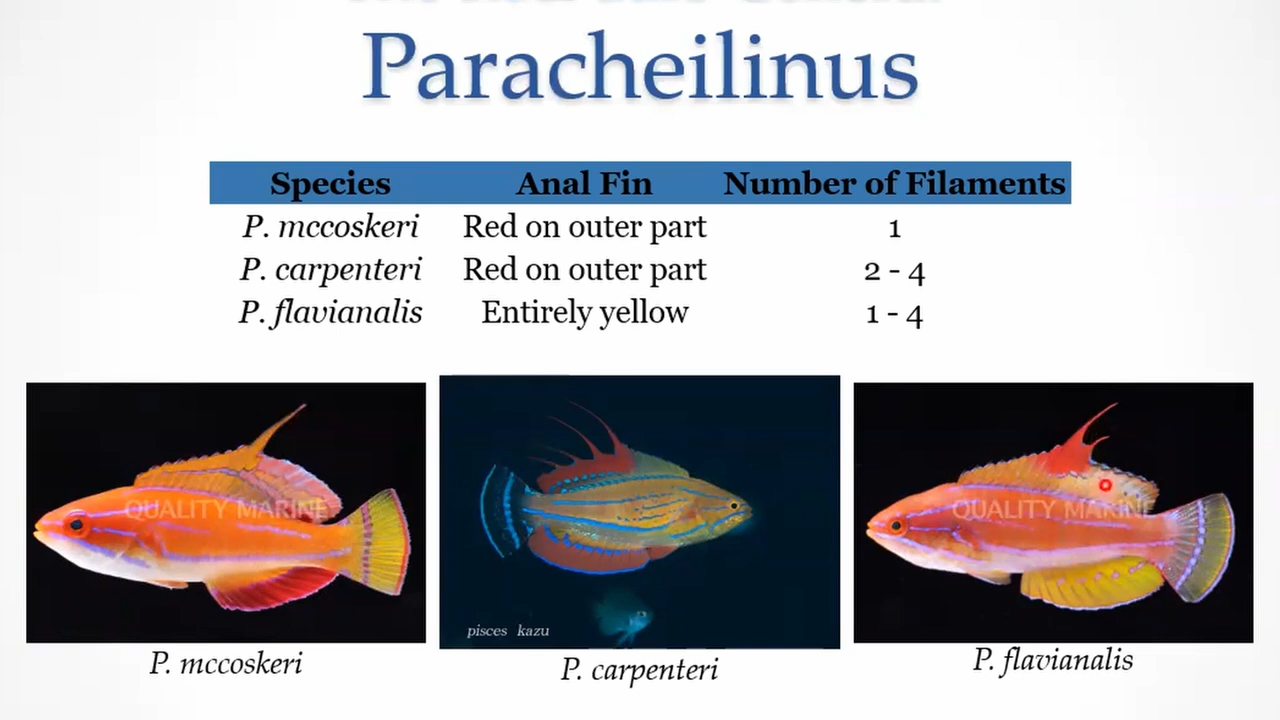 Paracheilinus
Species Anal Fin Number of Filaments
P. mccoskeri Red on outer part 1
P. carpenteri Red on outer part 2 - 4
P. flavianalis Entirely yellow 1 - 4
QUALITY MARINE
pisces kazu
QUALITY MARINE
P. mccoskeri
P. carpenteri
P. flavianalis